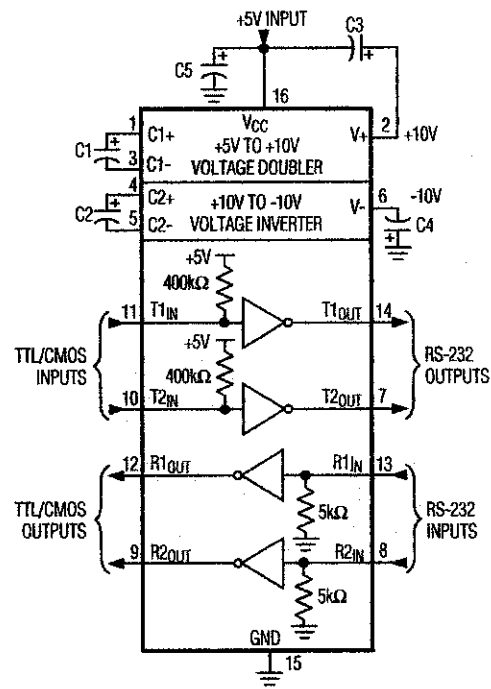 +5V INPUT
C3
+
C5
+
16
1
C1+
VCC
+5V TO +10V
VOLTAGE DOUBLER
V+
2
+10V
C1
+
3
C1-
4
C2+
+10V TO -10V
VOLTAGE INVERTER
V-
6
-10V
C2
+
5
C2-
+
C4
+5V
400kΩ
11
T1IN
T1OUT
14
+5V
400kΩ
TTL/CMOS
INPUTS
RS-232
OUTPUTS
10
T2IN
T2OUT
7
12
R1OUT
R1IN
13
TTL/CMOS
OUTPUTS
5kΩ
RS-232
INPUTS
9
R2OUT
R2IN
8
5kΩ
GND
15